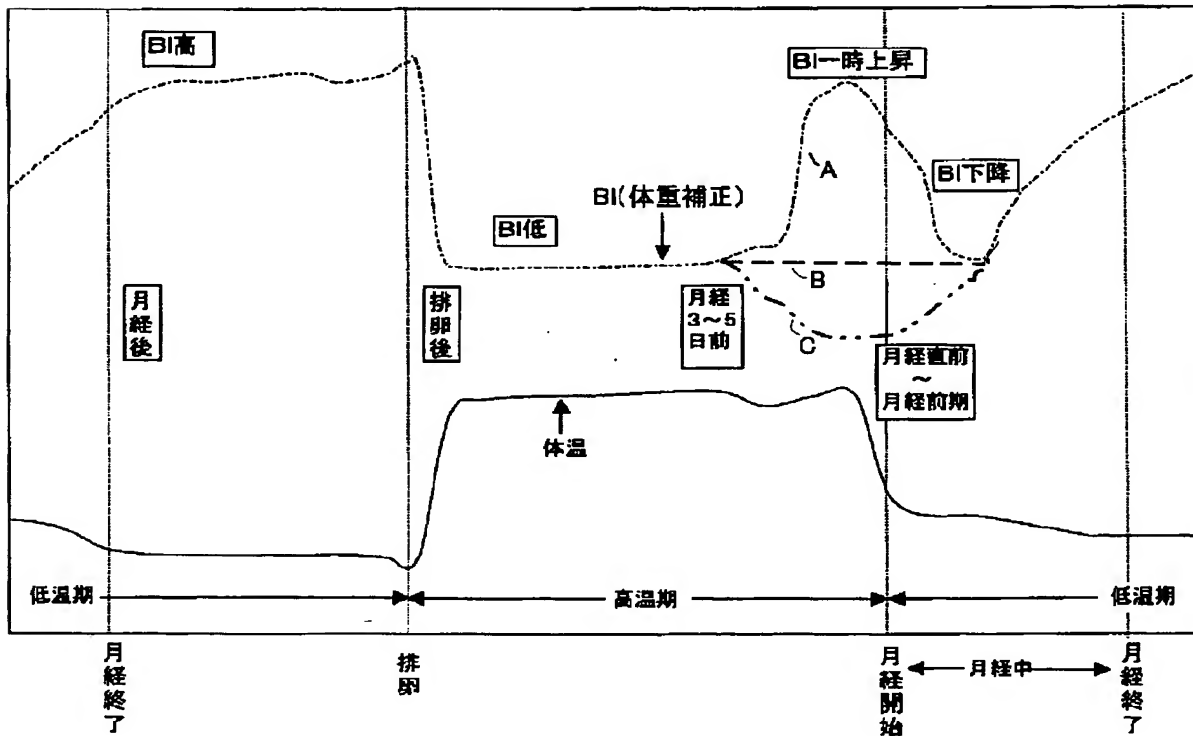 BI高
BI一時上昇
A
BI下降
BI(体重補正)
BI低
B
月経後
排卵後
月経
3～5
日前
C
月経直前
～
月経前期
体温
低温期
高温期
低温期
月経終了
排卵
月経開始
月経中
月経終了